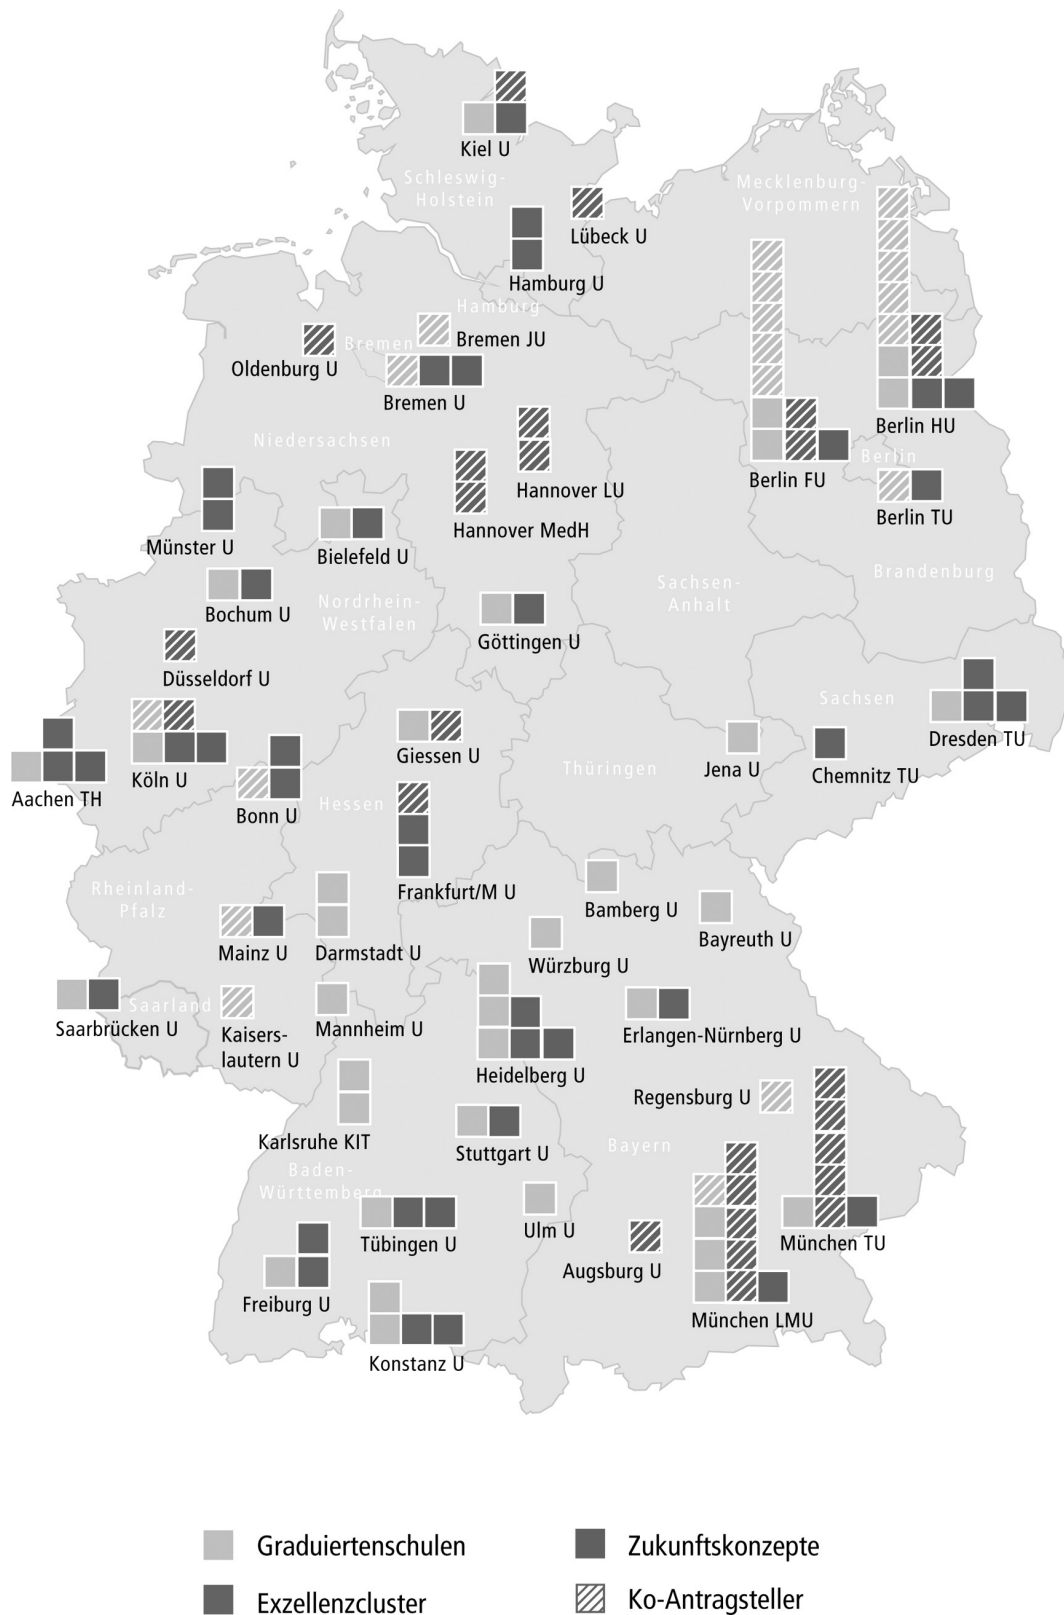 Kiel U
Schleswig-
Holstein
Mecklenburg-
Vorpommern
Lübeck U
Hamburg U
Hamburg
Bremen JU
Bremen
Oldenburg U
Bremen U
Berlin HU
Niedersachsen
Berlin
Berlin FU
Hannover LU
Berlin TU
Hannover MedH
Münster U
Bielefeld U
Brandenburg
Sachsen-
Anhalt
Bochum U
Nordrhein-
Westfalen
Göttingen U
Düsseldorf U
Sachsen
Dresden TU
Giessen U
Thüringen
Jena U
Chemnitz TU
Köln U
Aachen TH
Hessen
Bonn U
Rheinland-
Pfalz
Frankfurt/M U
Bamberg U
Bayreuth U
Mainz U
Darmstadt U
Würzburg U
Saarland
Saarbrücken U
Kaisers-
lautern U
Mannheim U
Erlangen-Nürnberg U
Heidelberg U
Regensburg U
Karlsruhe KIT
Stuttgart U
Bayern
Baden-
Württemberg
Tübingen U
Ulm U
München TU
Augsburg U
Freiburg U
München LMU
Konstanz U
Graduiertenschulen
Zukunftskonzepte
Exzellenzcluster
Ko-Antragsteller